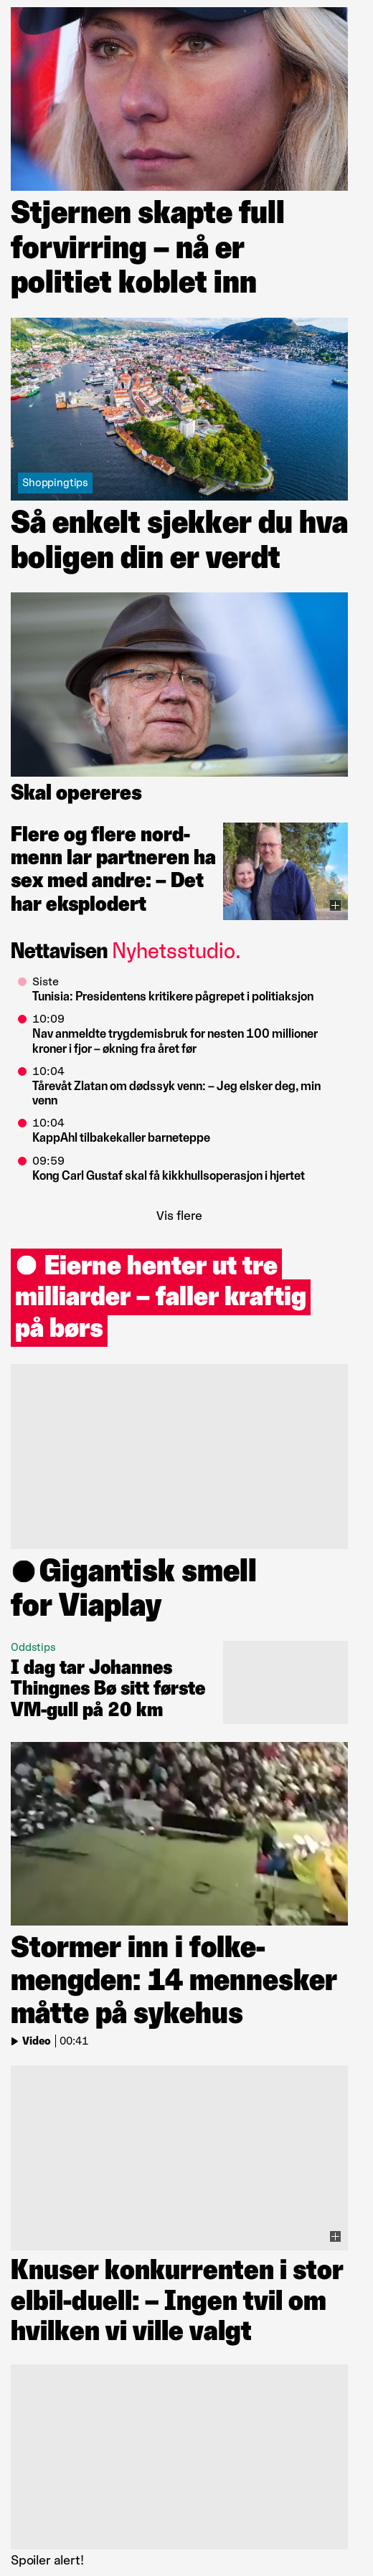 Stjernen skapte full
forvirring – nå er
politiet koblet inn
Shoppingtips
Så enkelt sjekker du hva
boligen din er verdt
Skal opereres
Flere og flere nord-
menn lar partneren ha
sex med andre: – Det
har eksplodert
Nettavisen Nyhetsstudio.
Siste
Tunisia: Presidentens kritikere pågrepet i politiaksjon
10:09
Nav anmeldte trygdemisbruk for nesten 100 millioner
kroner i fjor – økning fra året før
10:04
Tårevåt Zlatan om dødssyk venn: – Jeg elsker deg, min
venn
10:04
KappAhl tilbakekaller barneteppe
09:59
Kong Carl Gustaf skal få kikkhullsoperasjon i hjertet
Vis flere
Eierne henter ut tre
milliarder – faller kraftig
på børs
Gigantisk smell
for Viaplay
Oddstips
I dag tar Johannes
Thingnes Bø sitt første
VM-gull på 20 km
Stormer inn i folke-
mengden: 14 mennesker
måtte på sykehus
Video 00:41
Knuser konkurrenten i stor
elbil-duell: – Ingen tvil om
hvilken vi ville valgt
Spoiler alert!